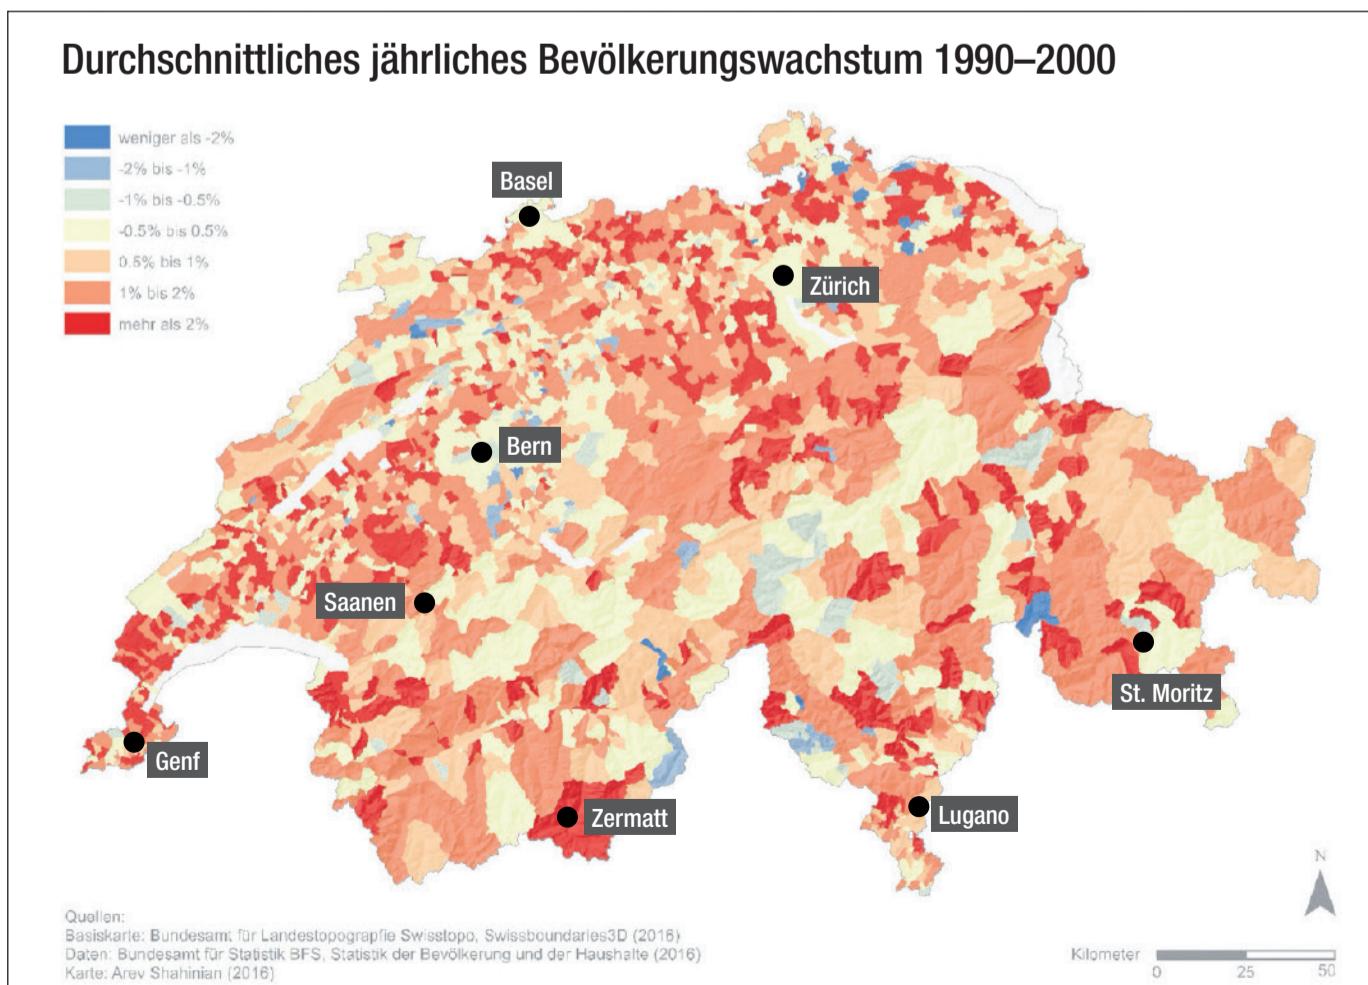 Durchschnittliches jährliches Bevölkerungswachstum 1990–2000
weniger als -2%
-2% bis -1%
-1% bis -0.5%
-0.5% bis 0.5%
0.5% bis 1%
1% bis 2%
mehr als 2%
Basel
Zürich
Bern
Saanen
St. Moritz
Genf
Zermatt
Lugano
N
Quellen:
Basiskarte: Bundesamt für Landestopograpfie Swisstopo, Swissboundaries3D (2016)
Daten: Bundesamt für Statistik BFS, Statistik der Bevölkerung und der Haushalte (2016)
Karte: Arev Shahinian (2016)
Kilometer
0 25 50